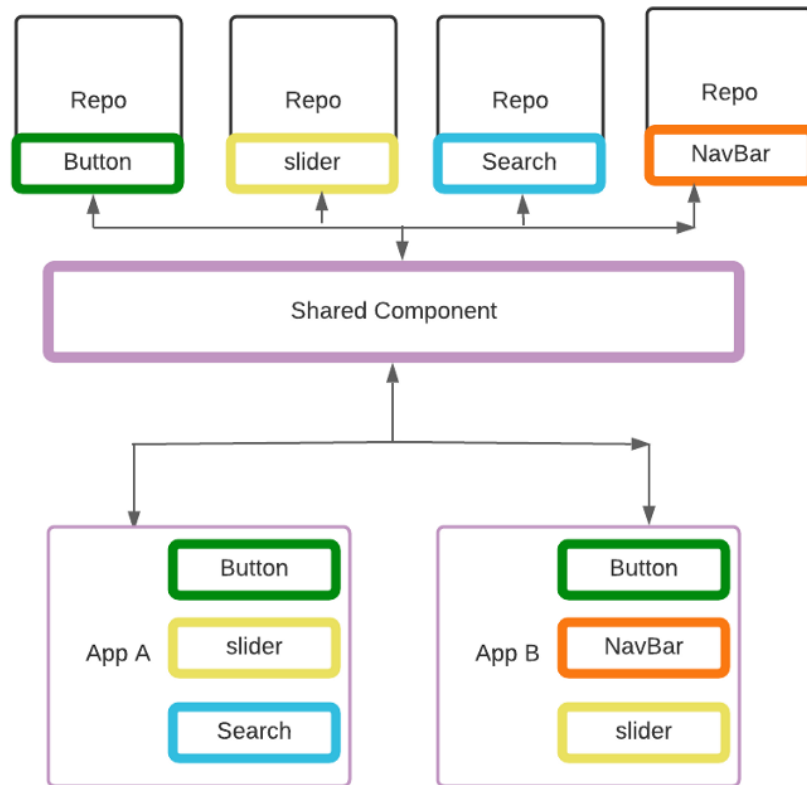 Repo
Repo
Repo
Repo
Button
slider
Search
NavBar
Shared Component
App A
Button
slider
Search
App B
Button
NavBar
slider